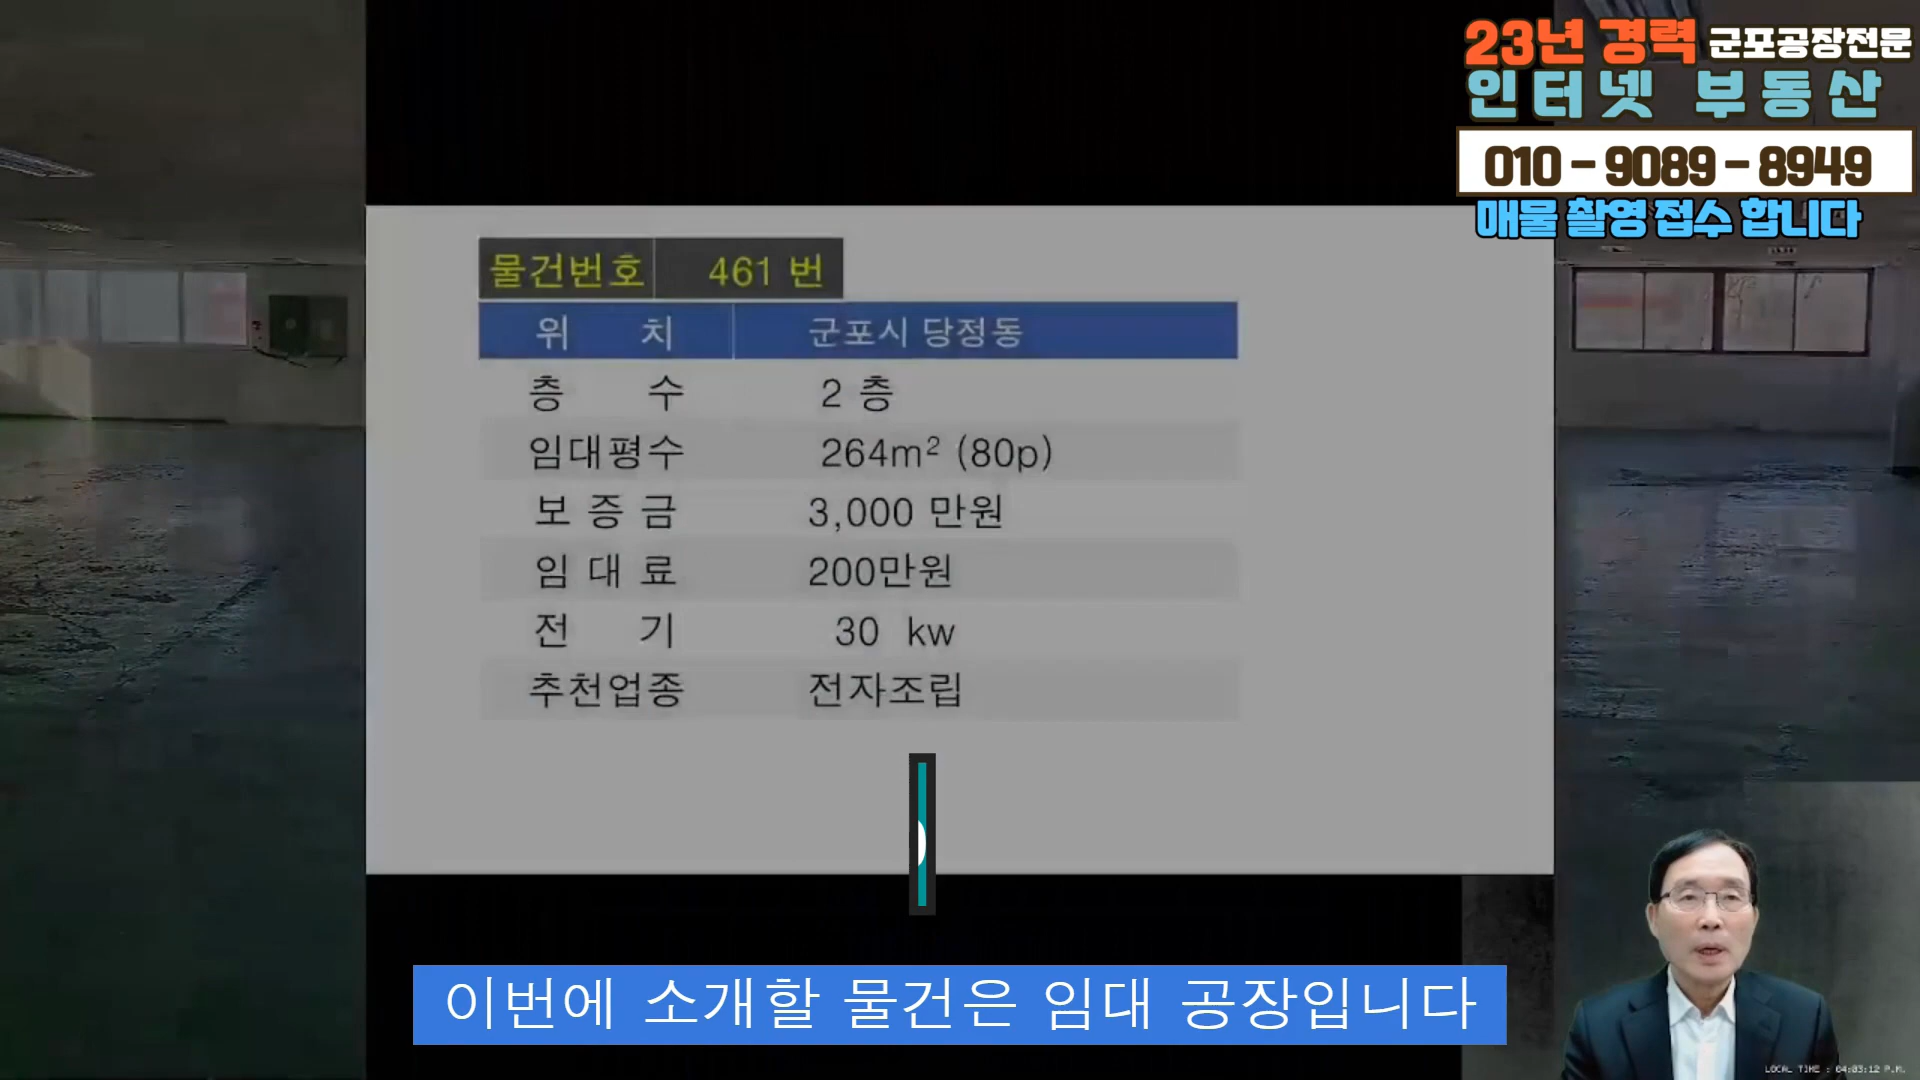 23년 경력 군포공장전문
인터넷 부동산
010 - 9089 - 8949
매물 촬영 접수 합니다
물건번호 461 번
위 치 군포시 당정동
층 수 2 층
임대평수 264m² (80p)
보 증 금 3,000 만원
임 대 료 200만원
전 기 30 kw
추천업종 전자조립
이번에 소개할 물건은 임대 공장입니다
LOCAL TIME : 04:03:12 P.M.